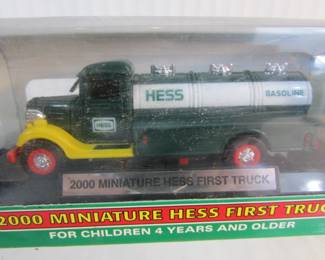 HESS GASOLINE
HESS
2000 MINIATURE HESS FIRST TRUCK
2000 MINIATURE HESS FIRST TRUC
FOR CHILDREN 4 YEARS AND OLDER